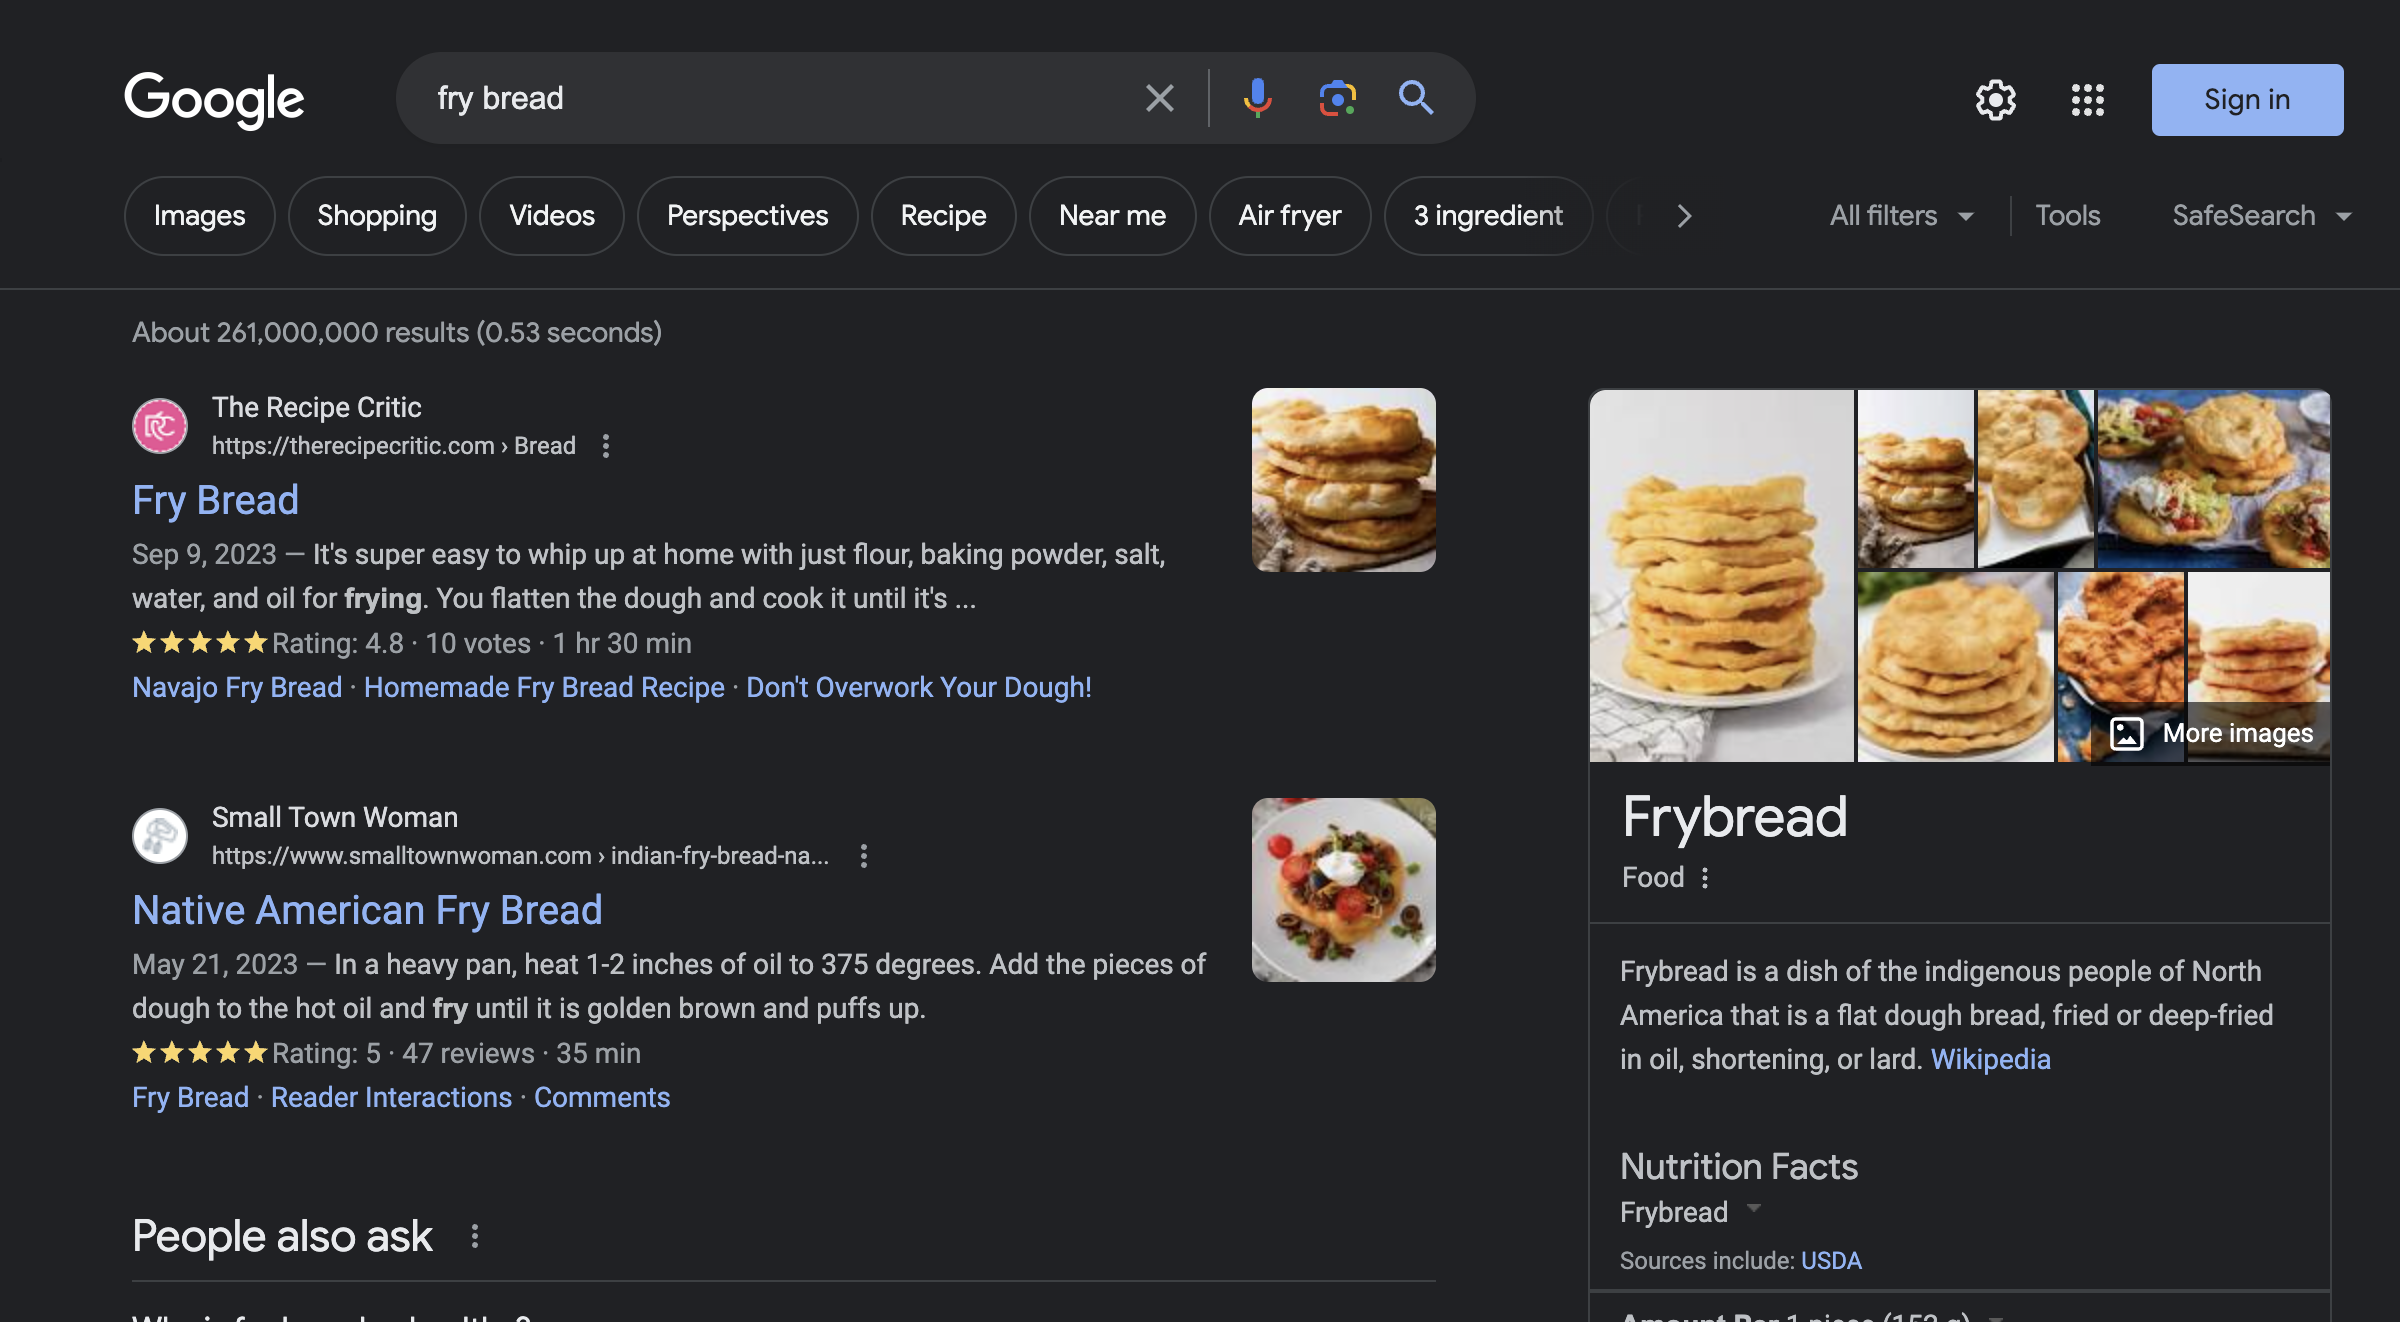 Google
fry bread
Sign in
Images
Shopping
Videos
Perspectives
Recipe
Near me
Air fryer
3 ingredient
All filters
Tools
SafeSearch
About 261,000,000 results (0.53 seconds)
The Recipe Critic
https://therecipecritic.com › Bread
Fry Bread
Sep 9, 2023 — It's super easy to whip up at home with just flour, baking powder, salt,
water, and oil for frying. You flatten the dough and cook it until it's ...
Rating: 4.8 · 10 votes · 1 hr 30 min
Navajo Fry Bread · Homemade Fry Bread Recipe · Don't Overwork Your Dough!
Small Town Woman
https://www.smalltownwoman.com › indian-fry-bread-na...
Native American Fry Bread
May 21, 2023 — In a heavy pan, heat 1-2 inches of oil to 375 degrees. Add the pieces of
dough to the hot oil and fry until it is golden brown and puffs up.
Rating: 5 · 47 reviews · 35 min
Fry Bread · Reader Interactions · Comments
People also ask
More images
Frybread
Food
Frybread is a dish of the indigenous people of North
America that is a flat dough bread, fried or deep-fried
in oil, shortening, or lard. Wikipedia
Nutrition Facts
Frybread
Sources include: USDA
Amount Per 1 piece (152 g)